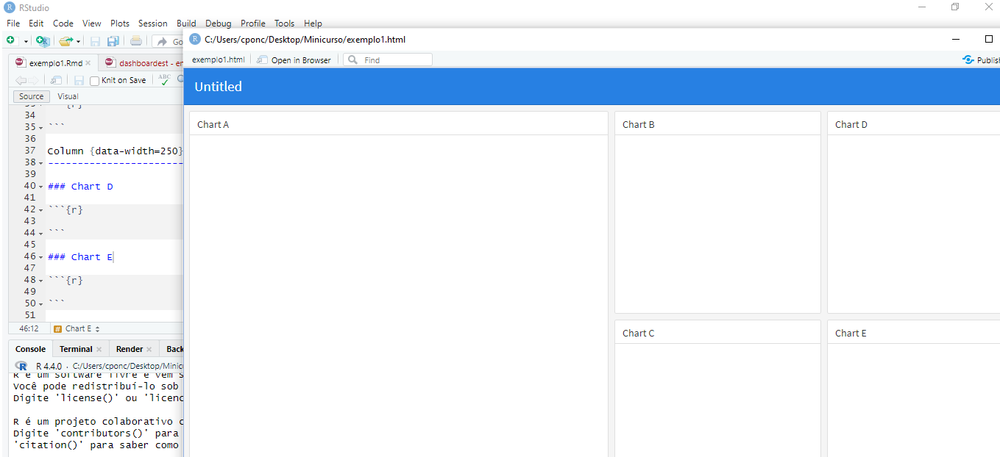 RStudio
File Edit Code View Plots Session Build Debug Profile Tools Help
Go
exemplo1.Rmd
dashboardest - en
Knit on Save
ABC
Source Visual
33 ```{r}
34
35 ```
36
37 Column {data-width=250}
38 -----------------------
39
40 ### Chart D
41
42 ```{r}
43
44 ```
45
46 ### Chart E
47
48 ```{r}
49
50 ```
51
46:12 # Chart E
Console Terminal Render Back
R 4.4.0 · C:/Users/cponc/Desktop/Minicu
R é um software livre e vem s
Você pode redistribuí-lo sob
Digite 'license()' ou 'licenc
R é um projeto colaborativo c
Digite 'contributors()' para
'citation()' para saber como
C:/Users/cponc/Desktop/Minicurso/exemplo1.html
exemplo1.html Open in Browser Find Publish
Untitled
Chart A
Chart B
Chart D
Chart C
Chart E